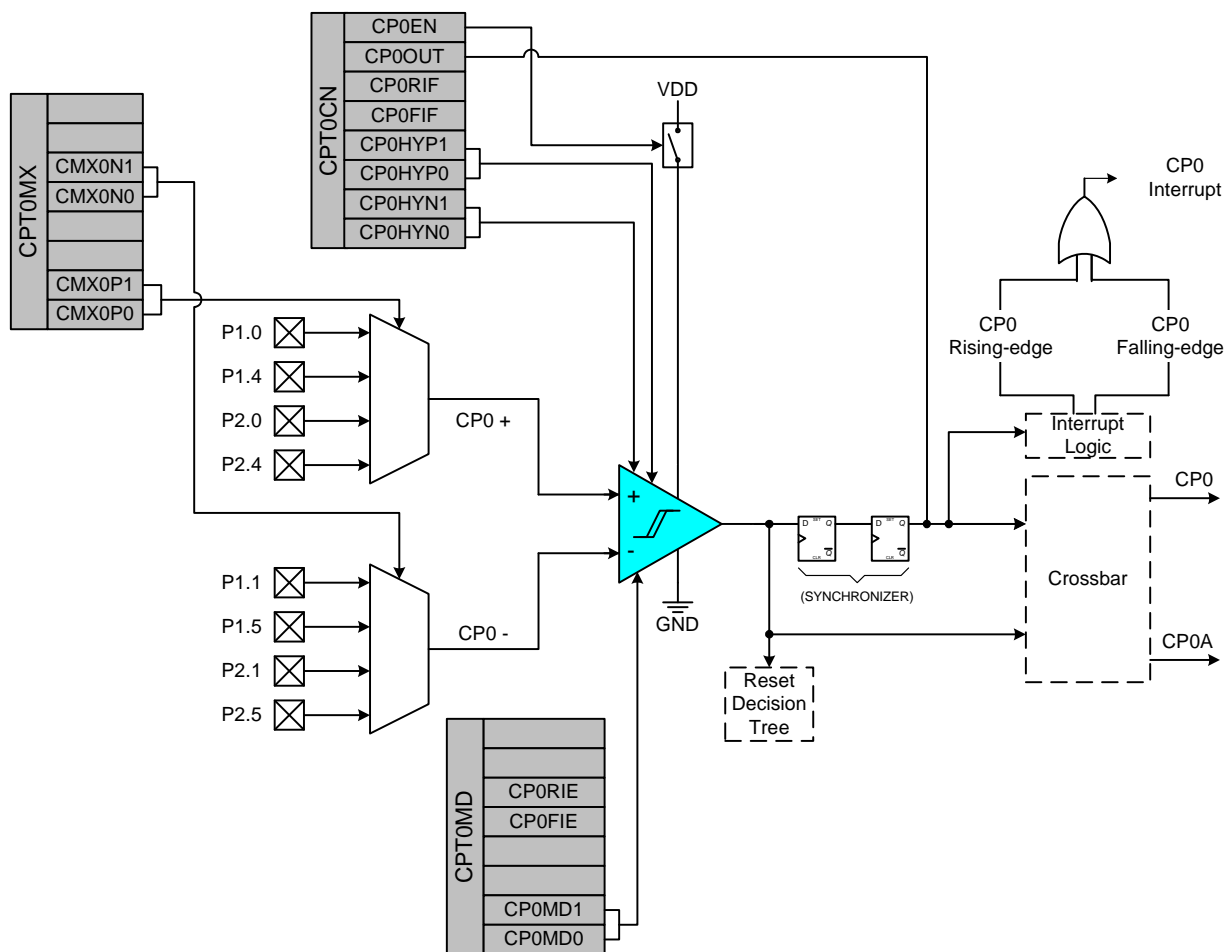 CPT0CN
CP0EN
CP0OUT
CP0RIF
CP0FIF
CP0HYP1
CP0HYP0
CP0HYN1
CP0HYN0
CPT0MX
CMX0N1
CMX0N0
CMX0P1
CMX0P0
VDD
CP0
Interrupt
CP0
Rising-edge
CP0
Falling-edge
Interrupt
Logic
P1.0
P1.4
P2.0
P2.4
CP0 +
P1.1
P1.5
P2.1
P2.5
CP0 -
+
-
GND
D SET Q
CLR Q
D SET Q
CLR Q
(SYNCHRONIZER)
Reset
Decision
Tree
Crossbar
CP0
CP0A
CPT0MD
CP0RIE
CP0FIE
CP0MD1
CP0MD0